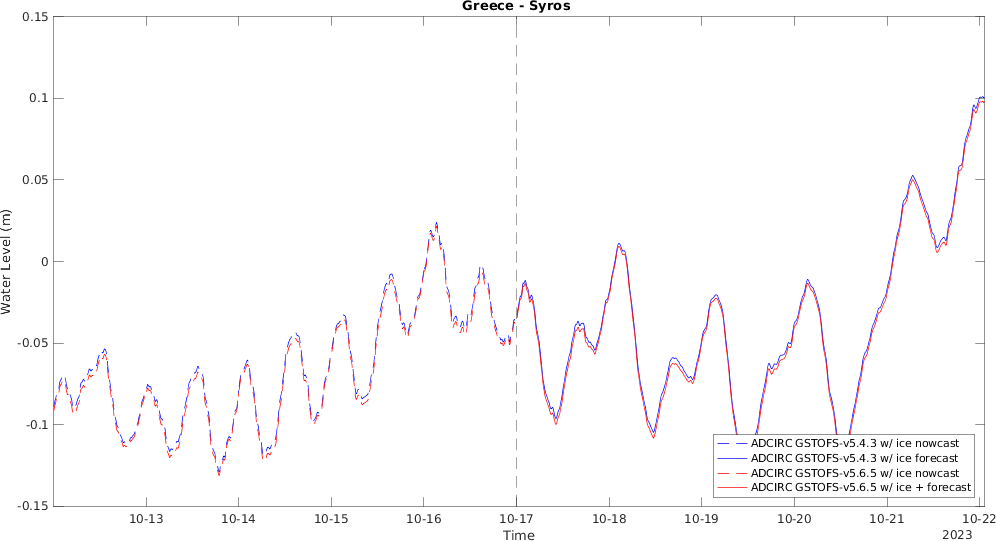 Greece - Syros
0.15
0.1
0.05
0
-0.05
-0.1
-0.15
Water Level (m)
10-13
10-14
10-15
10-16
10-17
10-18
10-19
10-20
10-21
10-22
Time
2023
ADCIRC GSTOFS-v5.4.3 w/ ice nowcast
ADCIRC GSTOFS-v5.4.3 w/ ice forecast
ADCIRC GSTOFS-v5.6.5 w/ ice nowcast
ADCIRC GSTOFS-v5.6.5 w/ ice + forecast